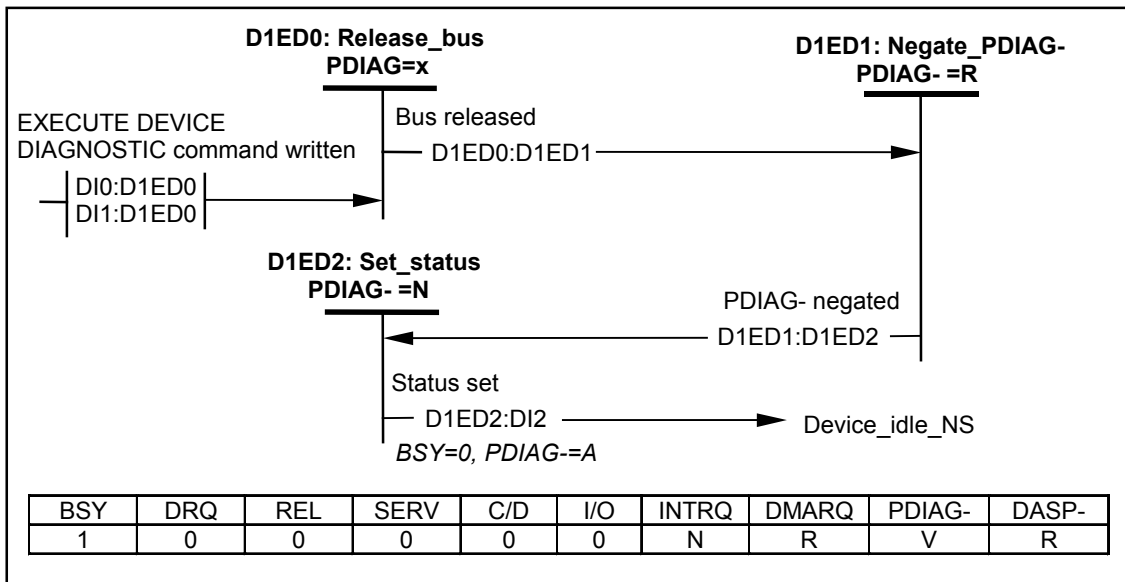 D1ED0: Release_bus
PDIAG=x
D1ED1: Negate_PDIAG-
PDIAG- =R
EXECUTE DEVICE
DIAGNOSTIC command written
DI0:D1ED0
DI1:D1ED0
Bus released
D1ED0:D1ED1
D1ED2: Set_status
PDIAG- =N
PDIAG- negated
D1ED1:D1ED2
Status set
D1ED2:DI2
Device_idle_NS
BSY=0, PDIAG-=A
BSY DRQ REL SERV C/D I/O INTRQ DMARQ PDIAG- DASP-
1 0 0 0 0 0 N R V R